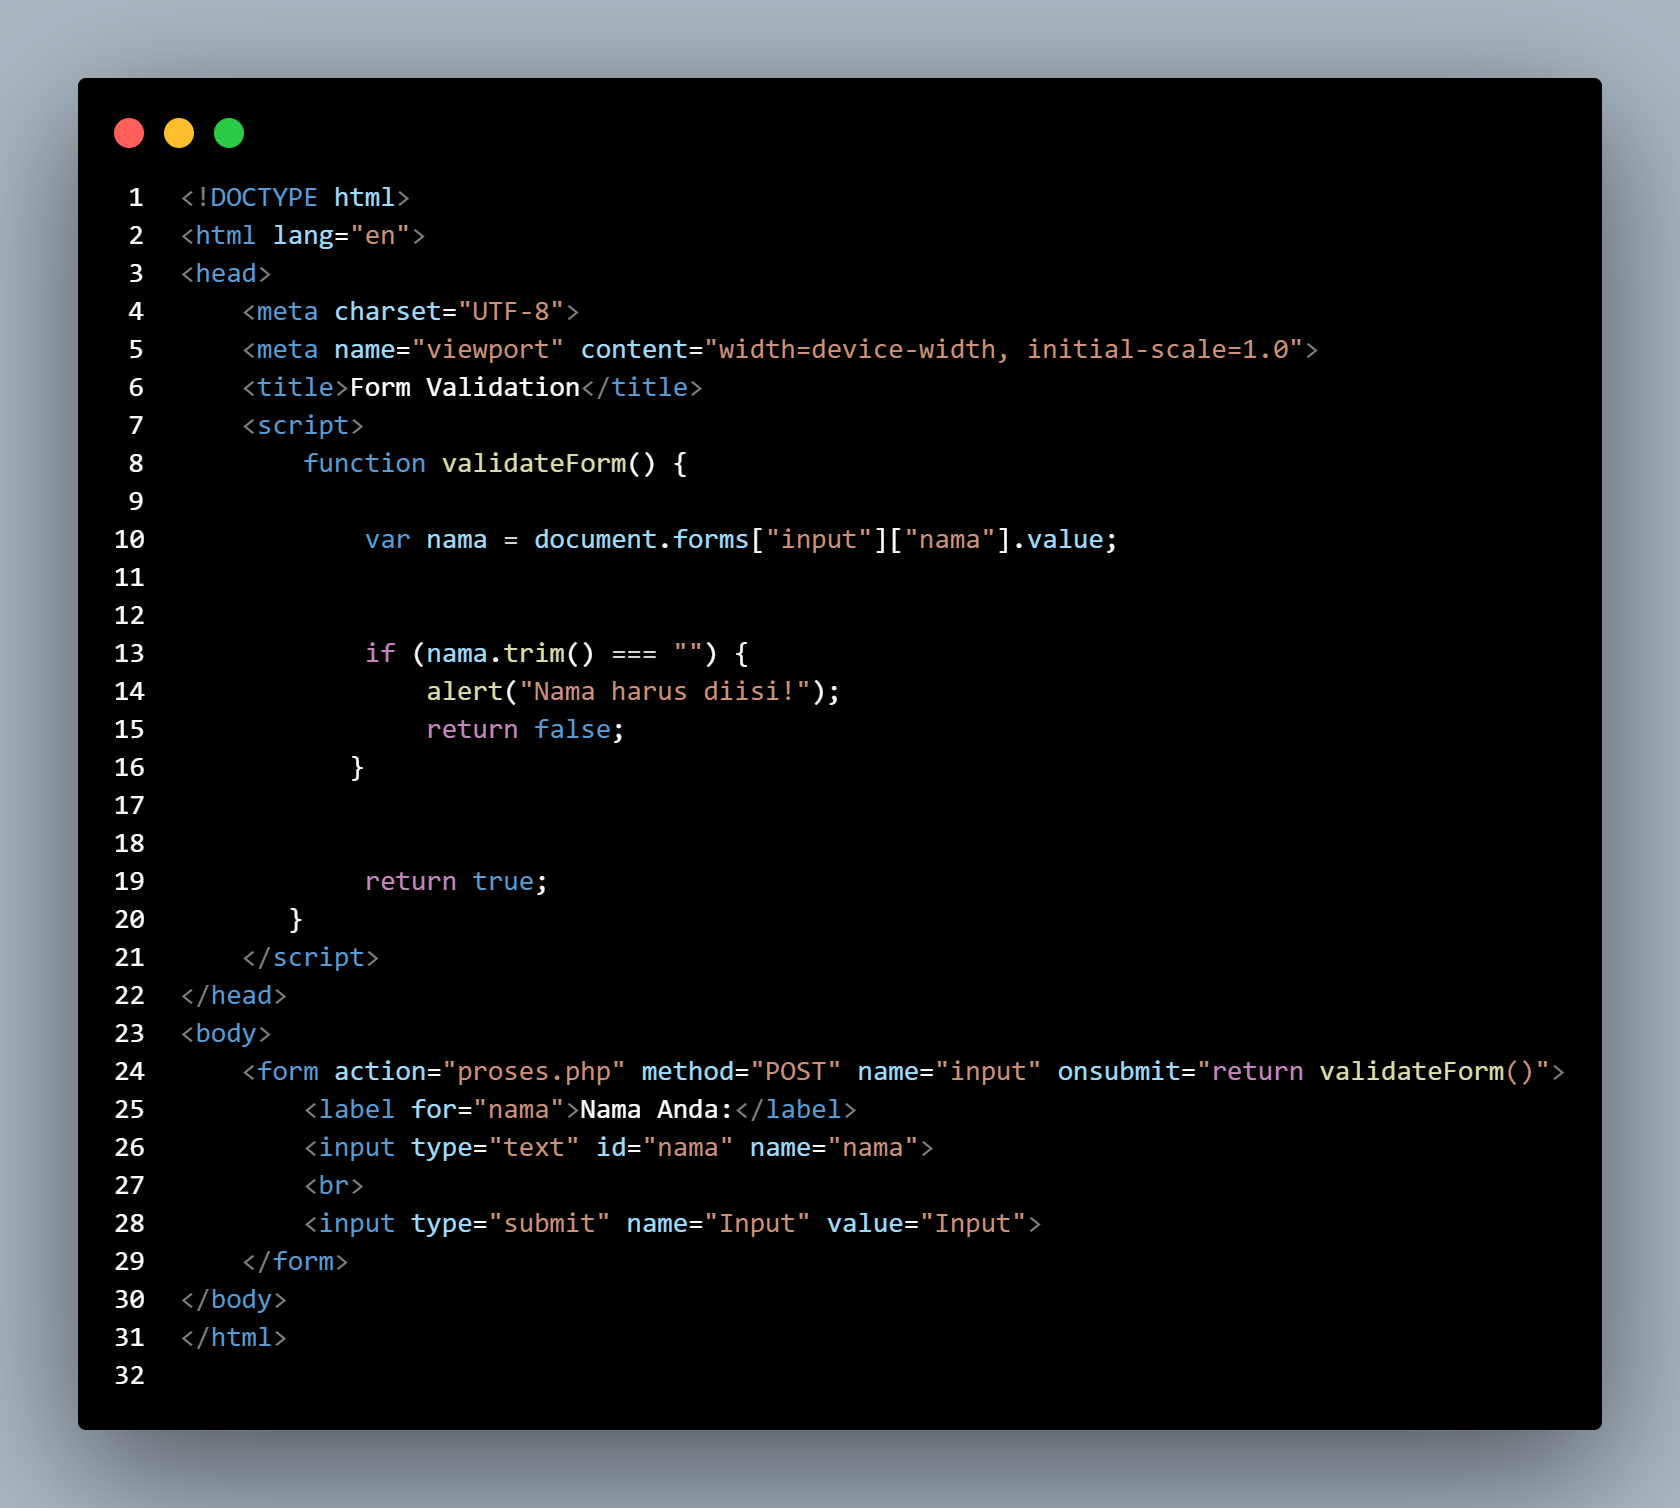 1 <!DOCTYPE html>
2 <html lang="en">
3 <head>
4     <meta charset="UTF-8">
5     <meta name="viewport" content="width=device-width, initial-scale=1.0">
6     <title>Form Validation</title>
7     <script>
8         function validateForm() {
9
10             var nama = document.forms["input"]["nama"].value;
11
12
13             if (nama.trim() === "") {
14                 alert("Nama harus diisi!");
15                 return false;
16            }
17
18
19             return true;
20        }
21     </script>
22 </head>
23 <body>
24     <form action="proses.php" method="POST" name="input" onsubmit="return validateForm()">
25         <label for="nama">Nama Anda:</label>
26         <input type="text" id="nama" name="nama">
27         <br>
28         <input type="submit" name="Input" value="Input">
29     </form>
30 </body>
31 </html>
32